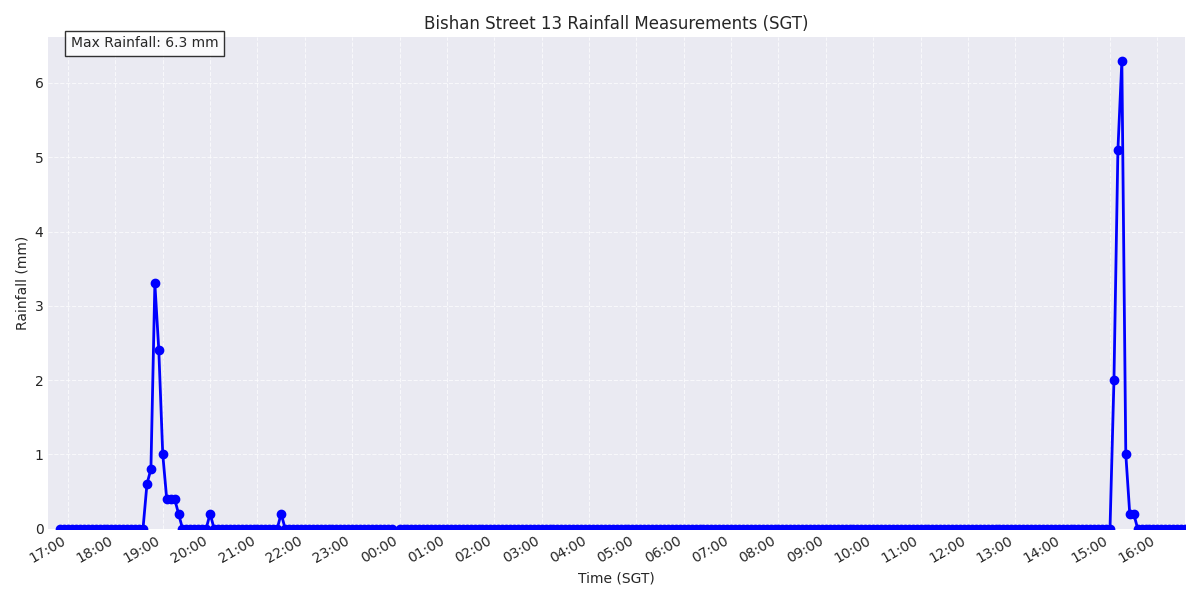 Bishan Street 13 Rainfall Measurements (SGT)
Max Rainfall: 6.3 mm
Rainfall (mm)
6
5
4
3
2
1
0
17:00 18:00 19:00 20:00 21:00 22:00 23:00 00:00 01:00 02:00 03:00 04:00 05:00 06:00 07:00 08:00 09:00 10:00 11:00 12:00 13:00 14:00 15:00 16:00
Time (SGT)